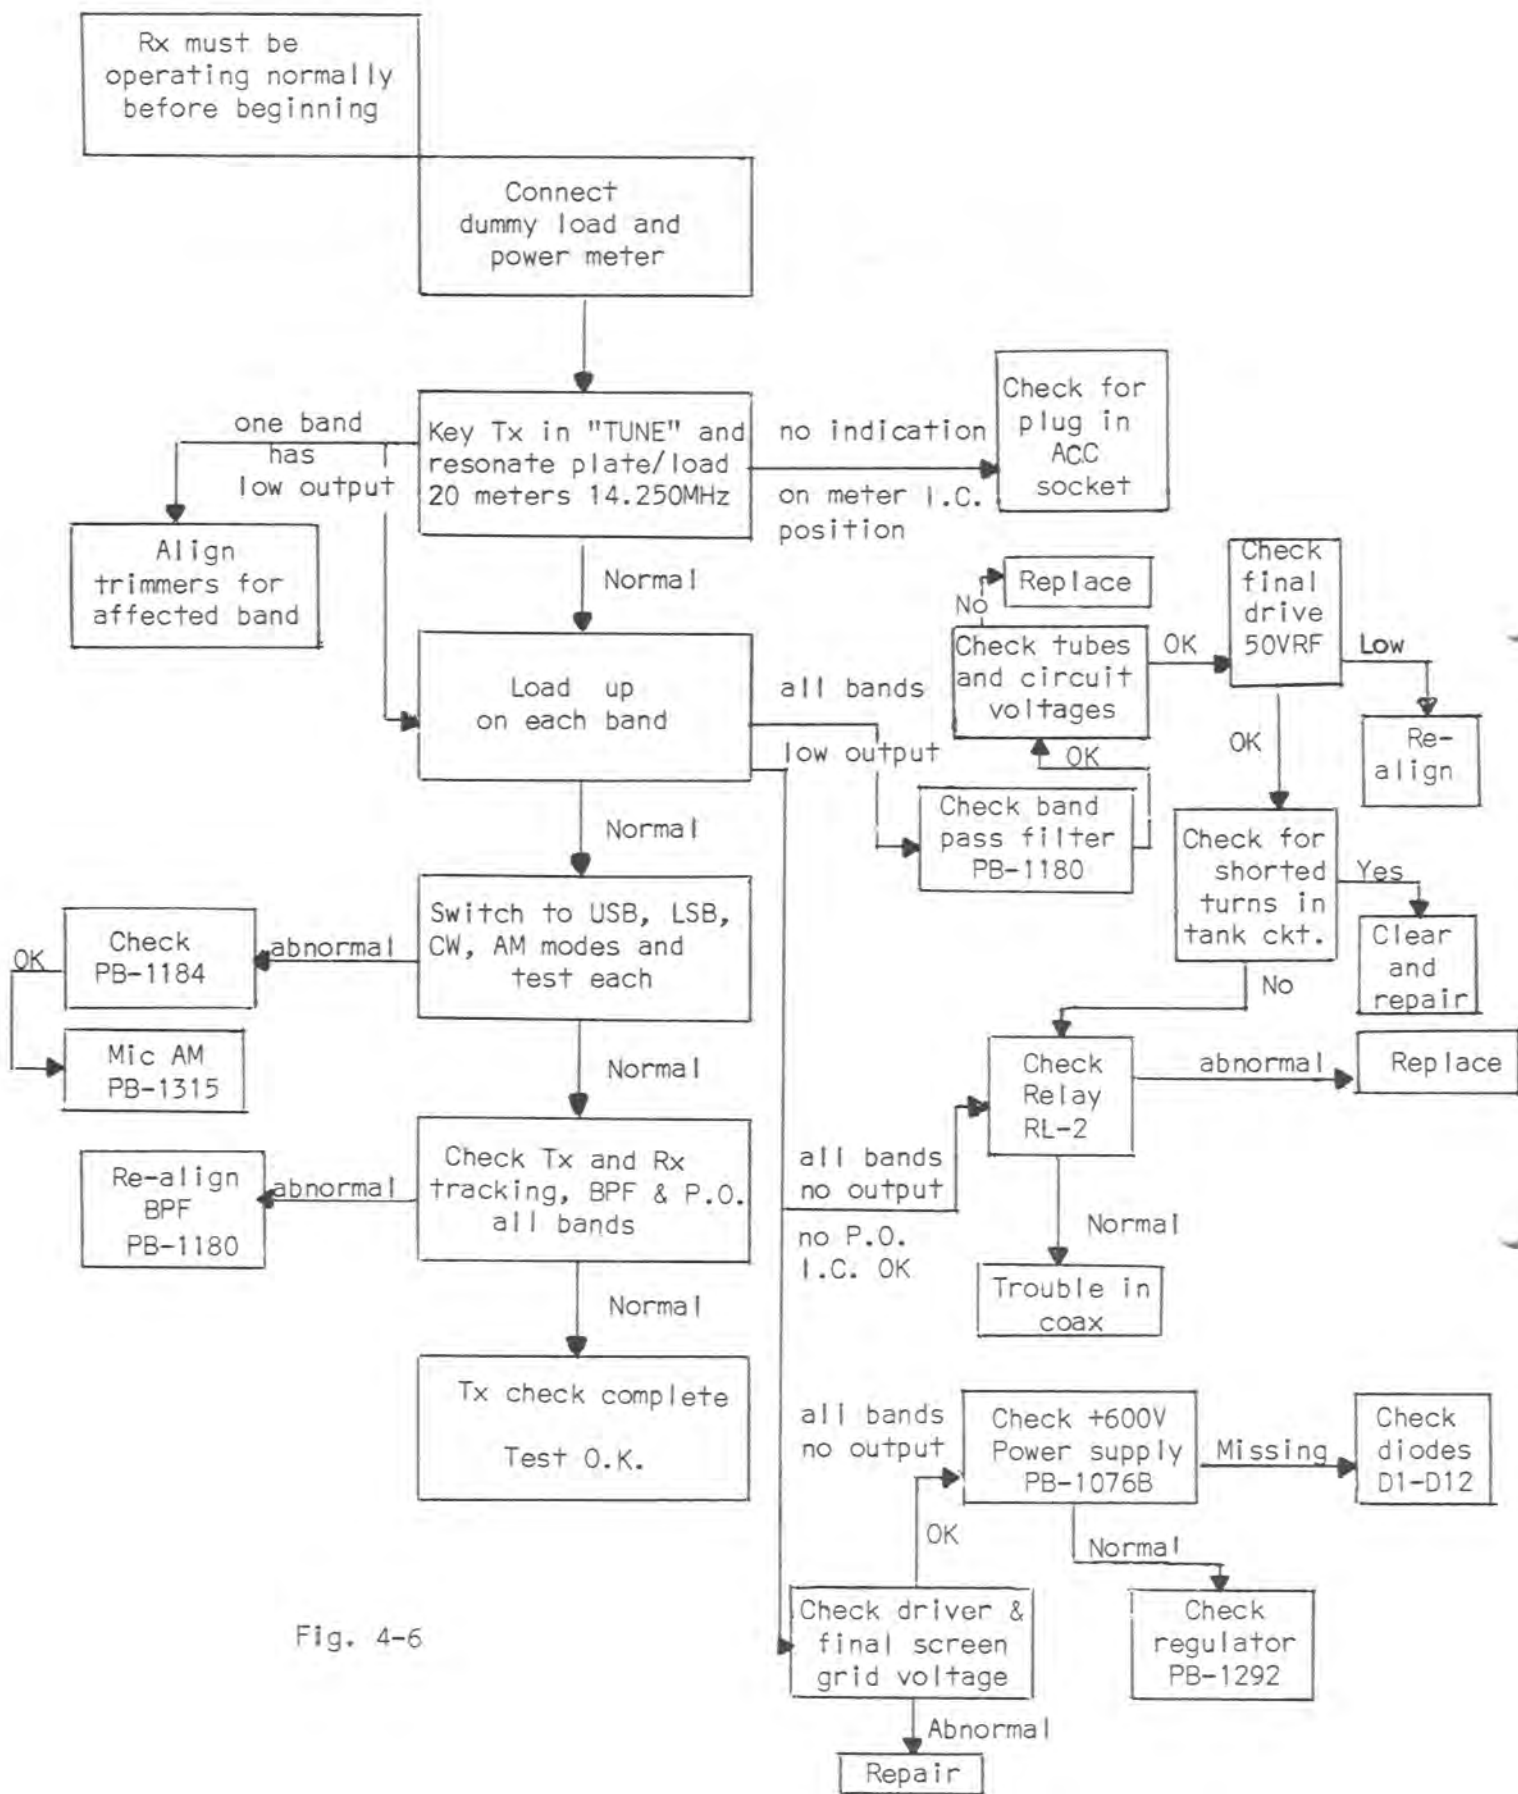 Rx must be
operating normally
before beginning
Connect
dummy load and
power meter
one band
has
low output
Key Tx in "TUNE" and
resonate plate/load
20 meters 14.250MHz
no indication
on meter I.C.
position
Check for
plug in
ACC
socket
Align
trimmers for
affected band
Normal
Load up
on each band
all bands
low output
Check band
pass filter
PB-1180
OK
Check tubes
and circuit
voltages
No
Replace
OK
Check
final
drive
50VRF
Low
Re-
align
OK
Check for
shorted
turns in
tank ckt.
Yes
Clear
and
repair
No
Normal
Switch to USB, LSB,
CW, AM modes and
test each
abnormal
Check
PB-1184
OK
Mic AM
PB-1315
Normal
Check Tx and Rx
tracking, BPF & P.O.
all bands
abnormal
Re-align
BPF
PB-1180
all bands
no output
no P.O.
I.C. OK
Check
Relay
RL-2
abnormal
Replace
Normal
Trouble in
coax
Normal
Tx check complete
Test O.K.
all bands
no output
Check +600V
Power supply
PB-1076B
Missing
Check
diodes
D1-D12
OK
Normal
Check
regulator
PB-1292
Check driver &
final screen
grid voltage
Abnormal
Repair
Fig. 4-6